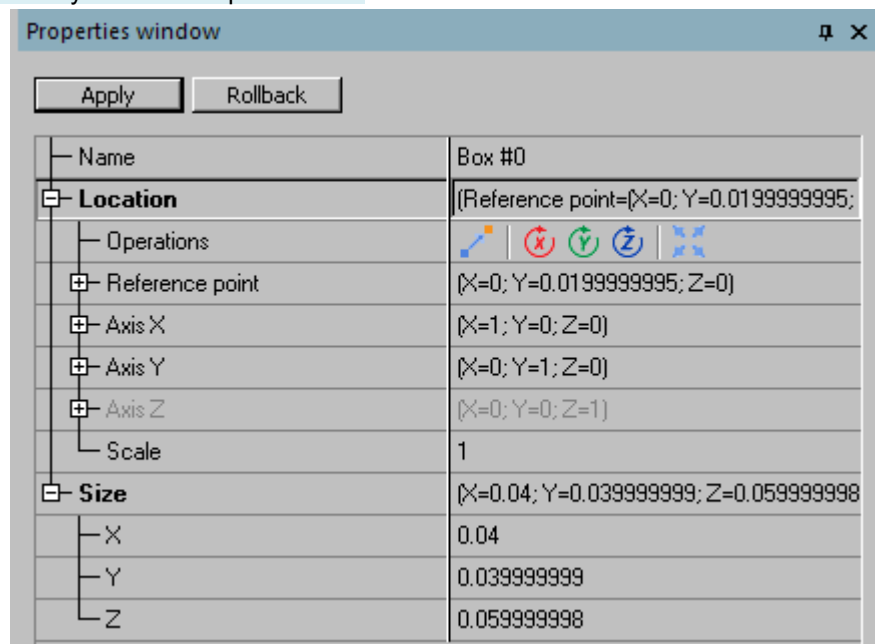 Properties window
Apply Rollback
Name Box #0
Location (Reference point=(X=0; Y=0.0199999995;
Operations X Y Z
Reference point (X=0; Y=0.0199999995; Z=0)
Axis X (X=1; Y=0; Z=0)
Axis Y (X=0; Y=1; Z=0)
Axis Z (X=0; Y=0; Z=1)
Scale 1
Size (X=0.04; Y=0.039999999; Z=0.059999998
X 0.04
Y 0.039999999
Z 0.059999998